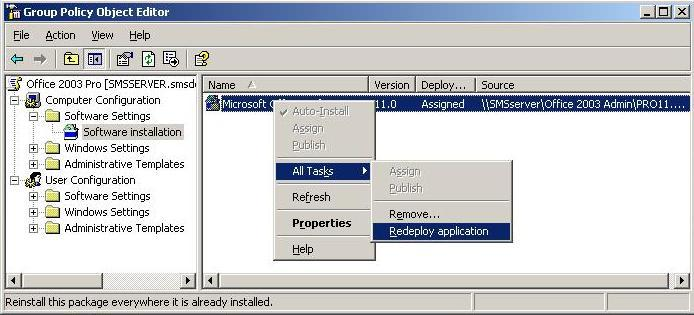 Group Policy Object Editor
File Action View Help
Office 2003 Pro [SMSSERVER.smsd
Computer Configuration
Software Settings
Software installation
Windows Settings
Administrative Templates
User Configuration
Software Settings
Windows Settings
Administrative Templates
Name Version Deploy... Source
Microsoft 11.0 Assigned \\SMSserver\Office 2003 Admin\PRO11....
Auto-Install
Assign
Publish
All Tasks
Refresh
Properties
Help
Assign
Publish
Remove...
Redeploy application
Reinstall this package everywhere it is already installed.